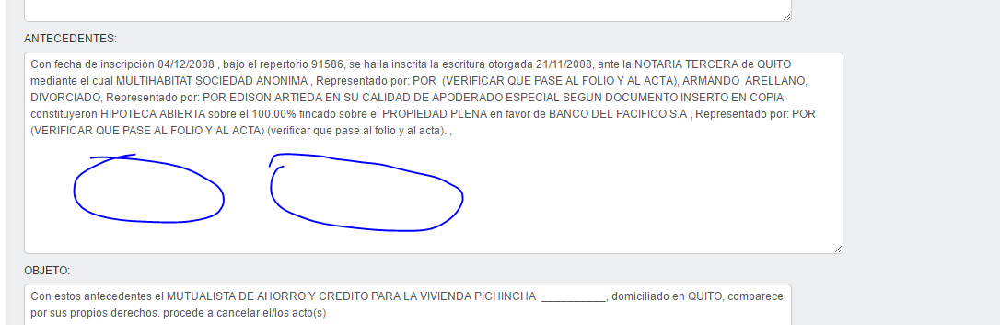 ANTECEDENTES:
Con fecha de inscripción 04/12/2008 , bajo el repertorio 91586, se halla inscrita la escritura otorgada 21/11/2008, ante la NOTARIA TERCERA de QUITO
mediante el cual MULTIHABITAT SOCIEDAD ANONIMA , Representado por: POR  (VERIFICAR QUE PASE AL FOLIO Y AL ACTA), ARMANDO  ARELLANO,
DIVORCIADO, Representado por: POR EDISON ARTIEDA EN SU CALIDAD DE APODERADO ESPECIAL SEGUN DOCUMENTO INSERTO EN COPIA.
constituyeron HIPOTECA ABIERTA sobre el 100.00% fincado sobre el PROPIEDAD PLENA en favor de BANCO DEL PACIFICO S.A , Representado por: POR
(VERIFICAR QUE PASE AL FOLIO Y AL ACTA) (verificar que pase al folio y al acta). ,
OBJETO:
Con estos antecedentes el MUTUALISTA DE AHORRO Y CREDITO PARA LA VIVIENDA PICHINCHA  __________, domiciliado en QUITO, comparece
por sus propios derechos. procede a cancelar el/los acto(s)